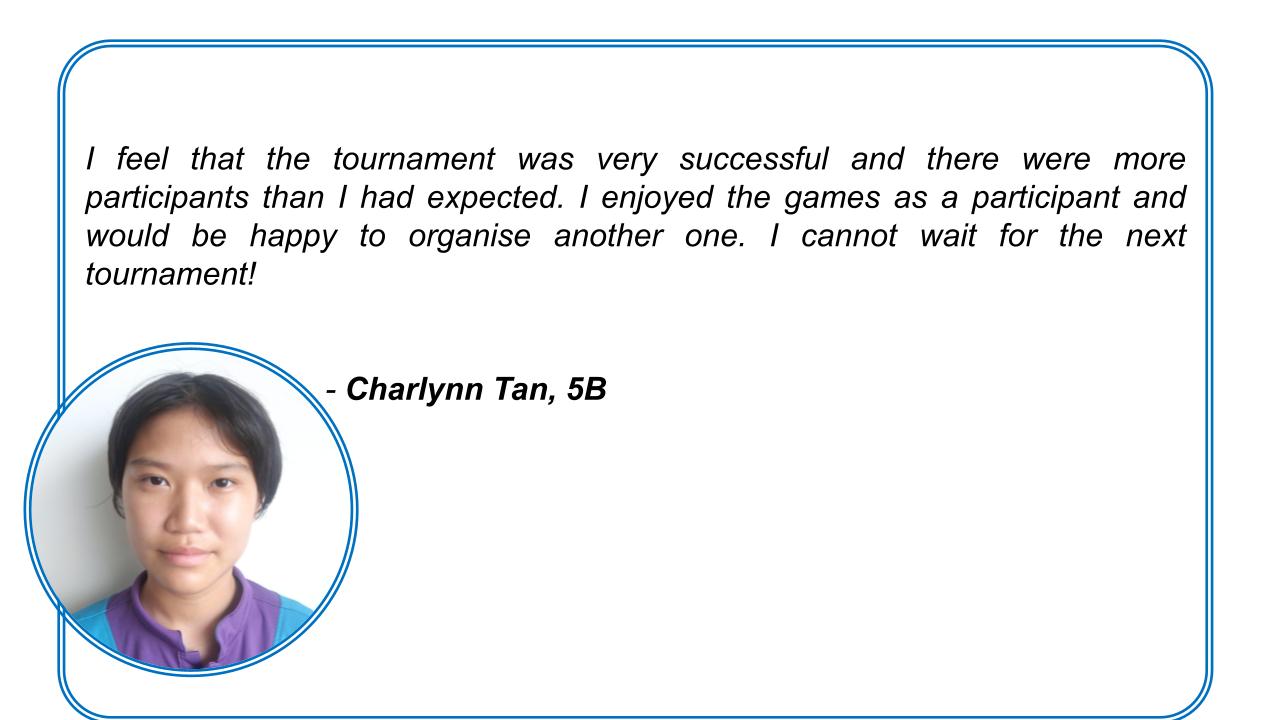 I feel that the tournament was very successful and there were more
participants than I had expected. I enjoyed the games as a participant and
would be happy to organise another one. I cannot wait for the next
tournament!
- Charlynn Tan, 5B